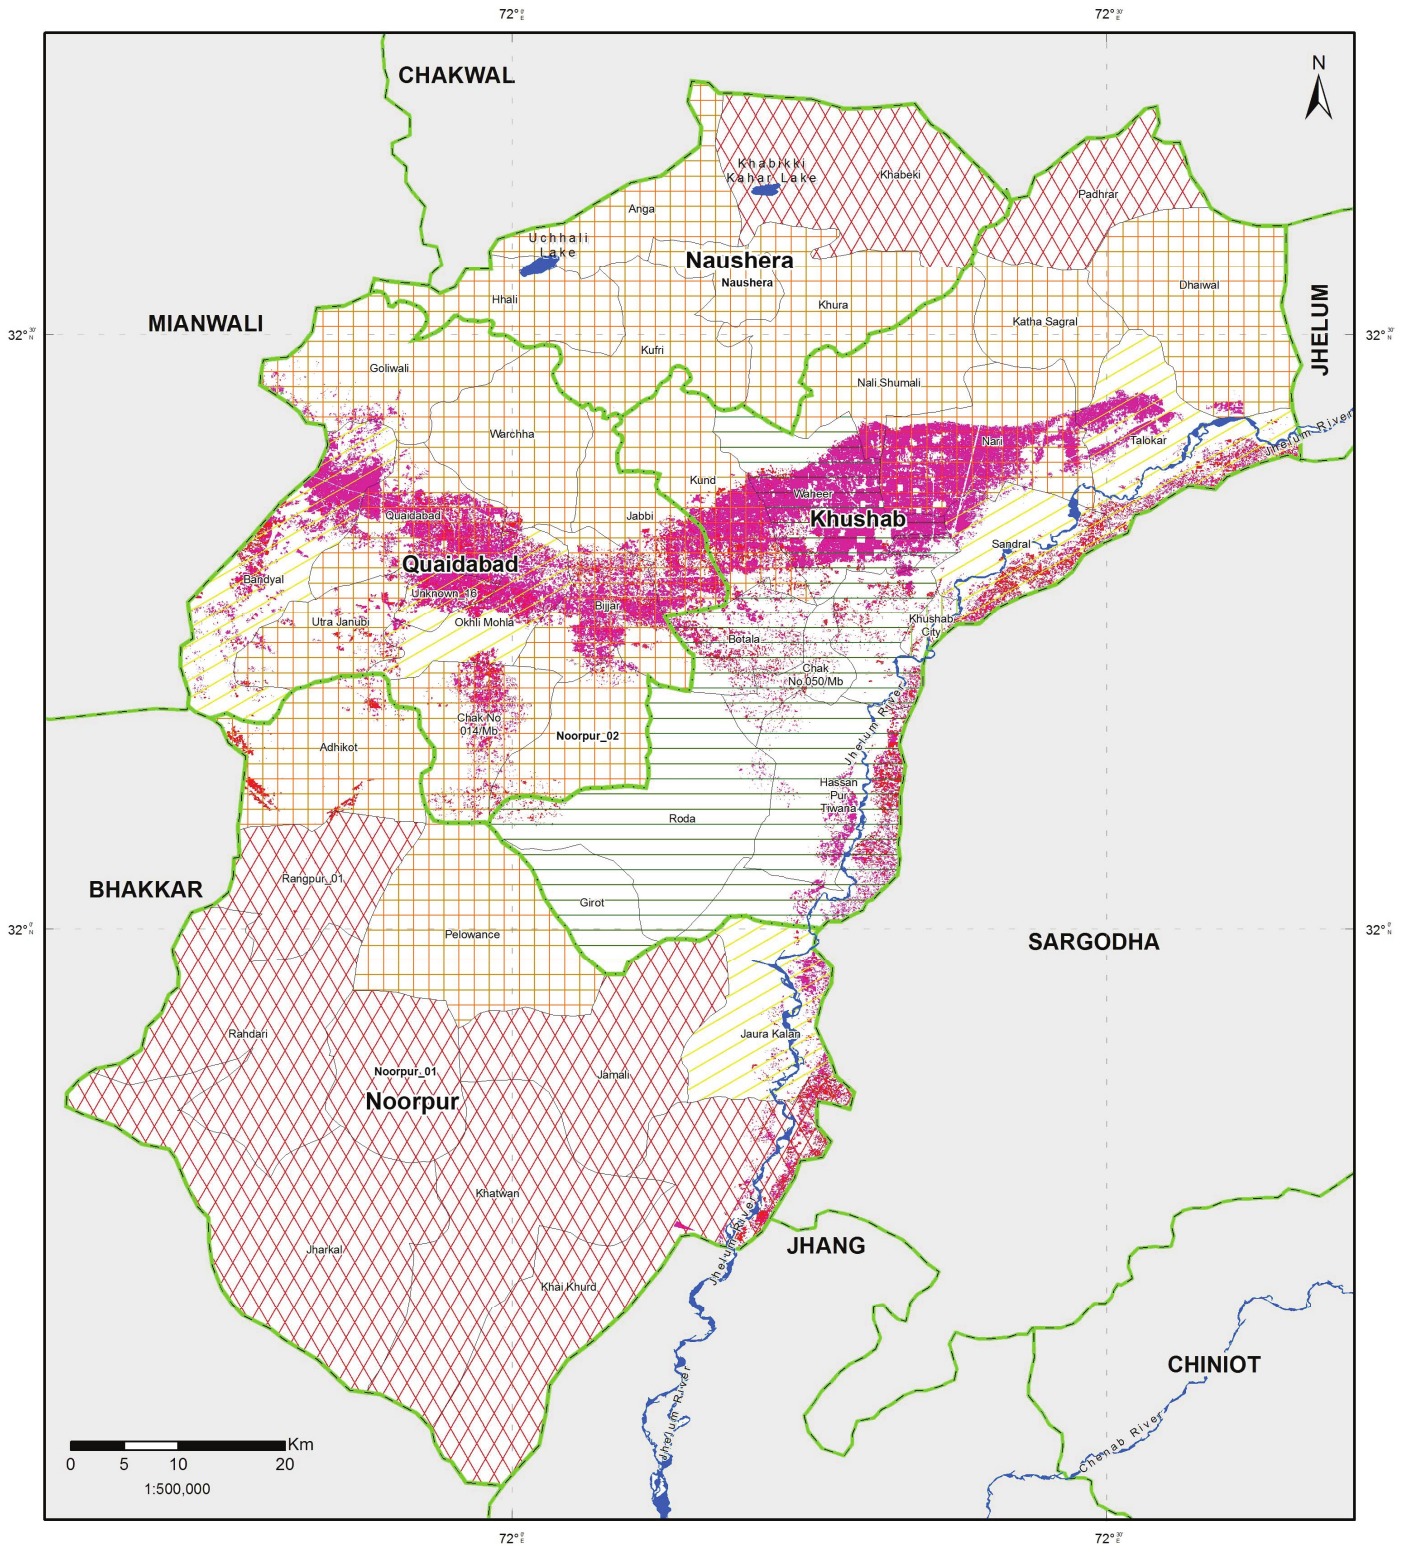 72° 0' E
72° 30' E
N
CHAKWAL
Khabikki
Kahar Lake
Khabeki
Padhrar
Anga
Uchhali
Lake
Naushera
Naushera
Dhaiwal
Hhali
Khura
Katha Sagral
MIANWALI
JHELUM
32° 30' N
32° 30' N
Kufri
Goliwali
Nali Shumali
Warchha
Nari
Talokar
Jhelum River
Kund
Waheer
Quaidabad
Jabbi
Khushab
Sandral
Quaidabad
Bandyal
Unknown_16
Bijjar
Utra Janubi
Okhli Mohla
Khushab
City
Botala
Chak
No 050/Mb
Jhelum River
Chak No
014/Mb
Noorpur_02
Adhikot
Hassan
Pur
Tiwana
Roda
Rangpur_01
BHAKKAR
Girot
32° 0' N
32° 0' N
Pelowance
SARGODHA
Rahdari
Jaura Kalan
Noorpur_01
Jamali
Noorpur
Khatwan
Jhelum River
Jharkal
JHANG
Khai Khurd
CHINIOT
Jhelum River
Chenab River
Km
0 5 10 20
1:500,000
72° 0' E
72° 30' E